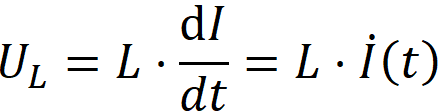 U_L = L · dI/dt = L · İ(t)